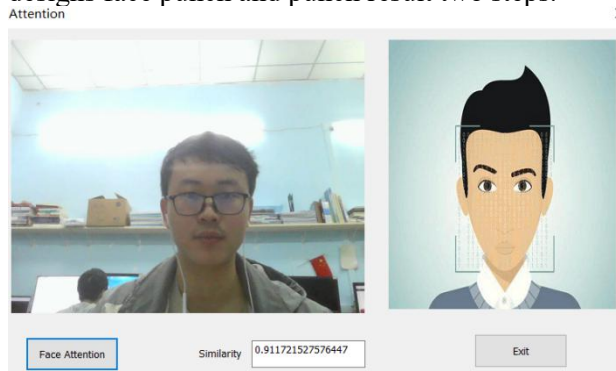 Attention
Face Attention
Similarity
0.911721527576447
Exit